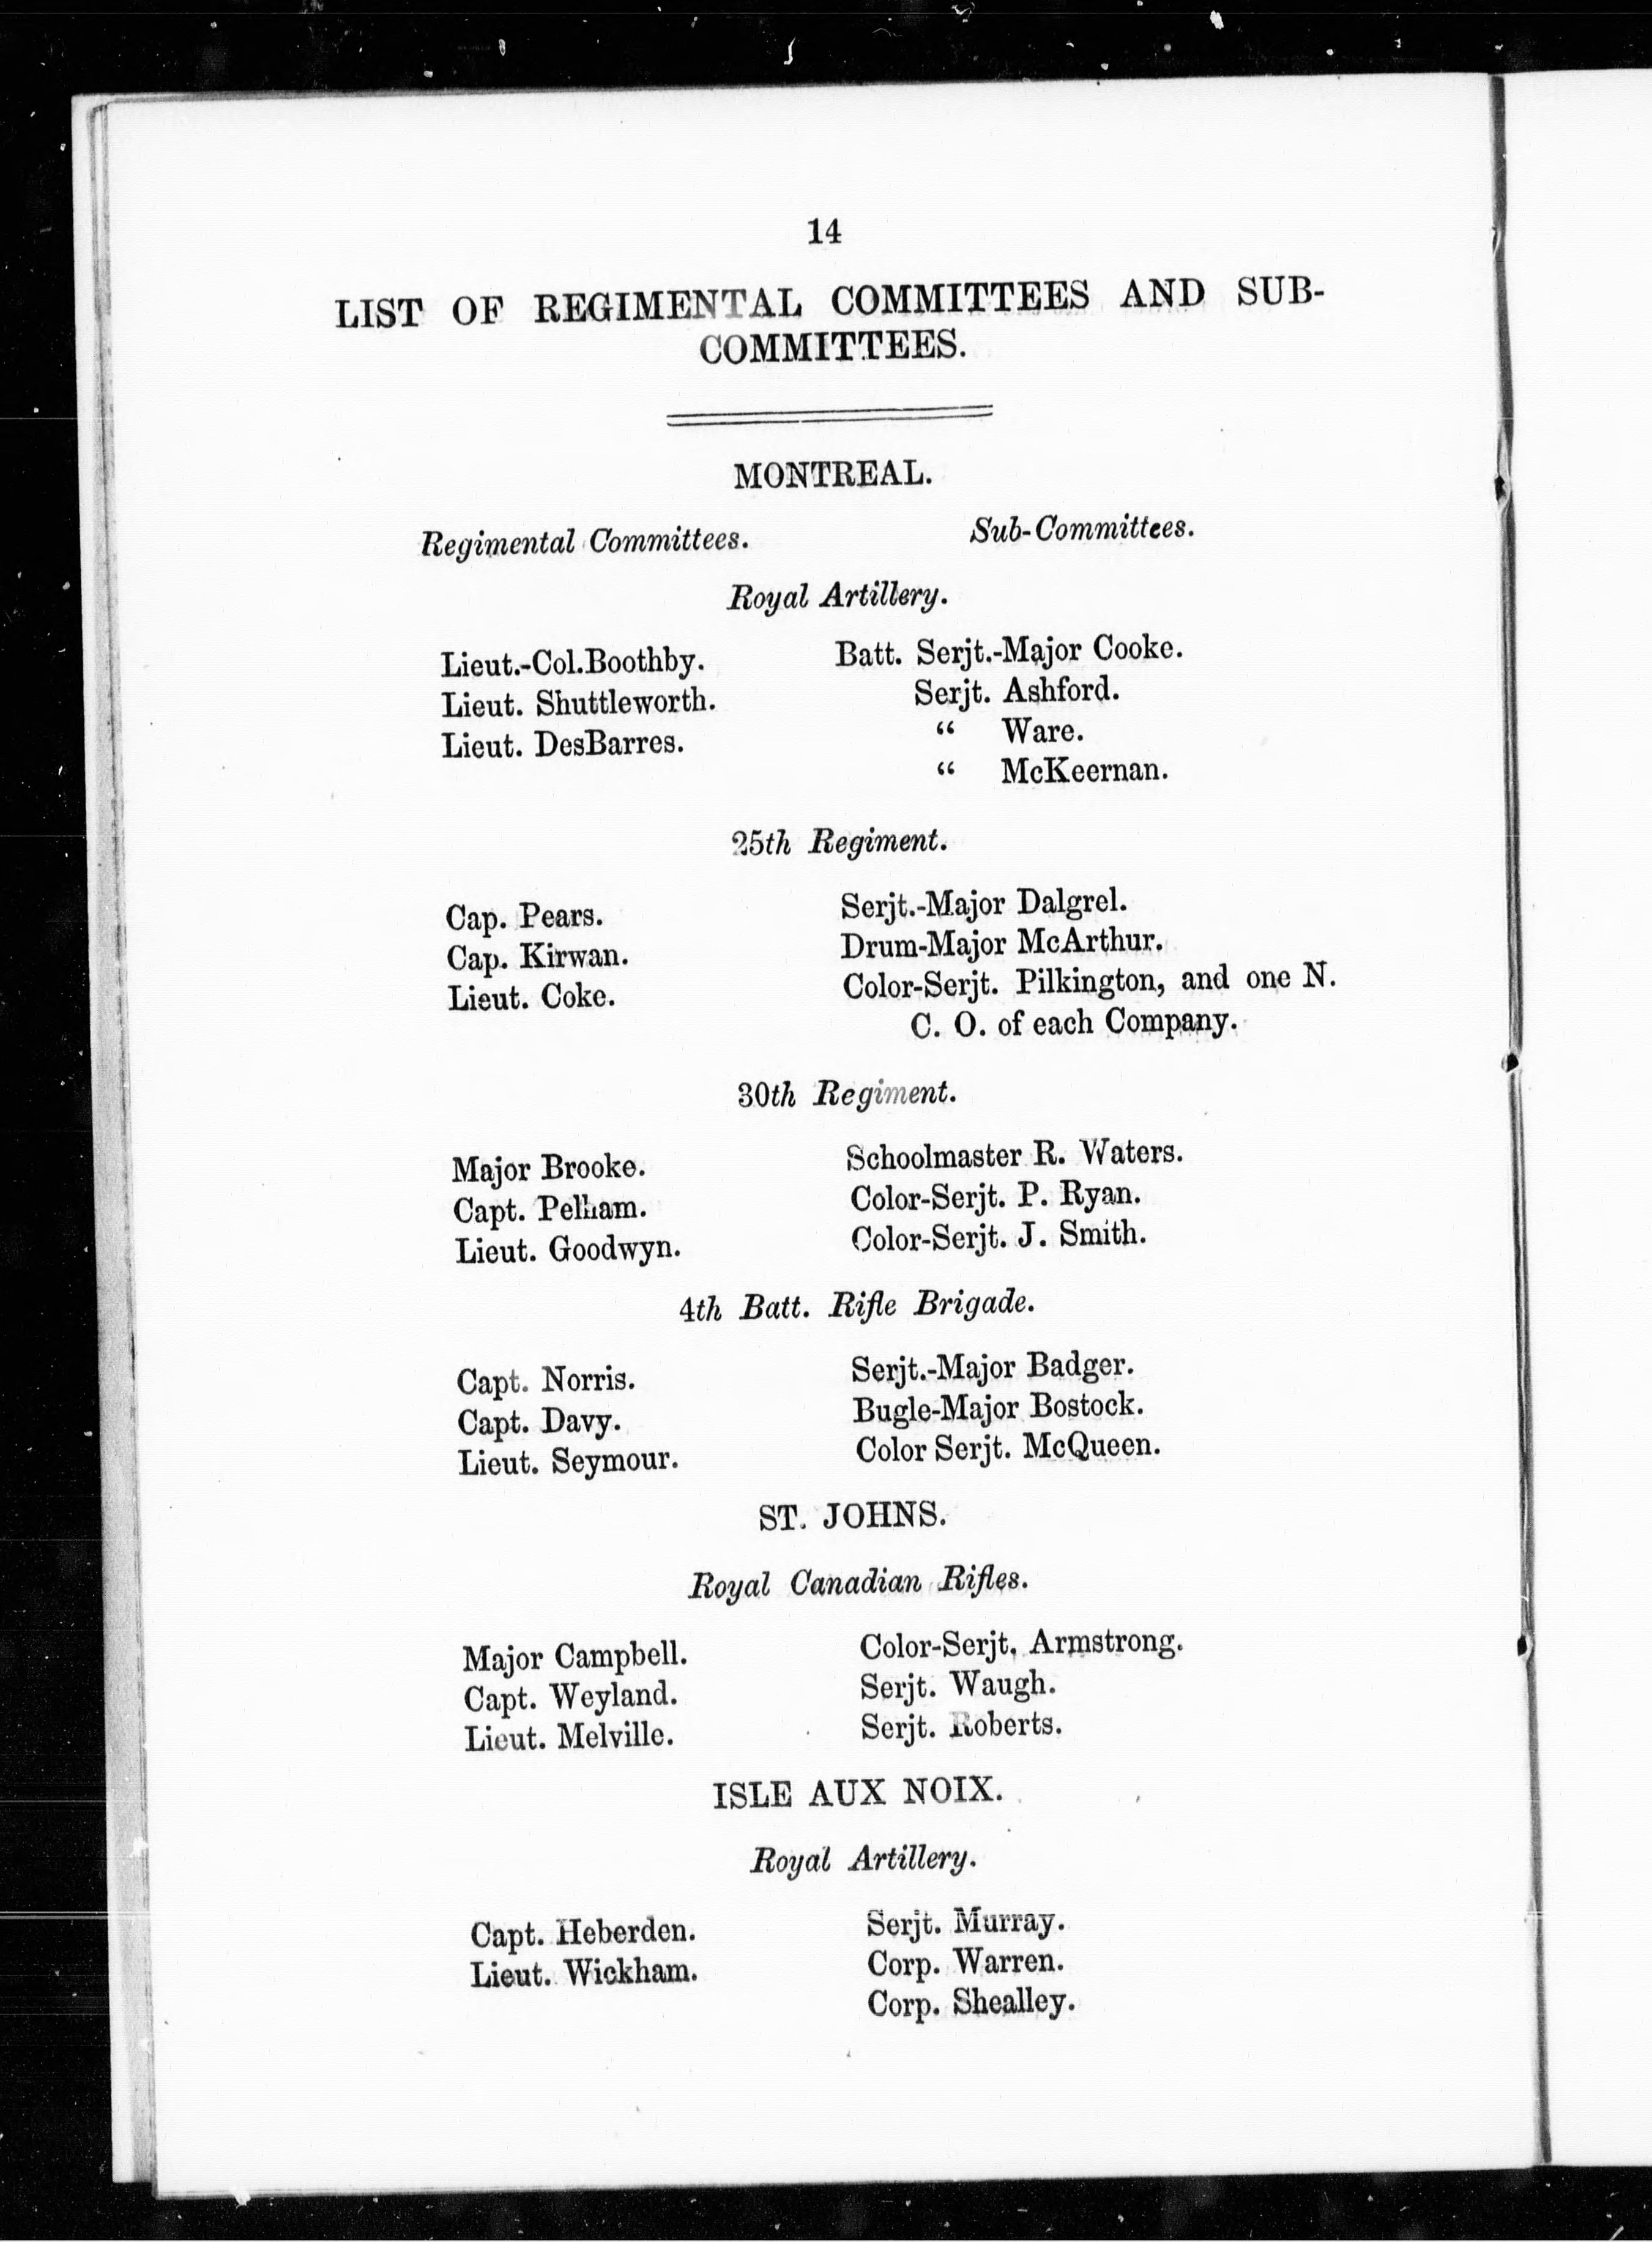 14
LIST OF REGIMENTAL COMMITTEES AND SUB-
COMMITTEES.
MONTREAL.
Regimental Committees. Sub-Committees.
Royal Artillery.
Lieut.-Col.Boothby. Batt. Serjt.-Major Cooke.
Lieut. Shuttleworth. Serjt. Ashford.
Lieut. DesBarres. “ Ware.
“ McKeernan.
25th Regiment.
Cap. Pears. Serjt.-Major Dalgrel.
Cap. Kirwan. Drum-Major McArthur.
Lieut. Coke. Color-Serjt. Pilkington, and one N.
C. O. of each Company.
30th Regiment.
Major Brooke. Schoolmaster R. Waters.
Capt. Pelham. Color-Serjt. P. Ryan.
Lieut. Goodwyn. Color-Serjt. J. Smith.
4th Batt. Rifle Brigade.
Capt. Norris. Serjt.-Major Badger.
Capt. Davy. Bugle-Major Bostock.
Lieut. Seymour. Color Serjt. McQueen.
ST. JOHNS.
Royal Canadian Rifles.
Major Campbell. Color-Serjt. Armstrong.
Capt. Weyland. Serjt. Waugh.
Lieut. Melville. Serjt. Roberts.
ISLE AUX NOIX.
Royal Artillery.
Capt. Heberden. Serjt. Murray.
Lieut. Wickham. Corp. Warren.
Corp. Shealley.